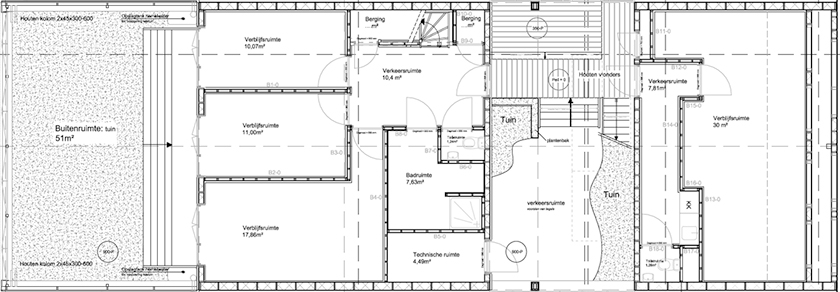 Houten kolom 2x45x300-600
Buitenruimte: tuin
51m²
Houten kolom 2x45x300-600
Verblijfsruimte
10,07m²
B1-0
Verblijfsruimte
11,00m²
B3-0
B2-0
Verblijfsruimte
17,86m²
B4-0
Berging
Berging
B9-0
Verkeersruimte
10,4 m²
B8-0
B7-0
B6-0
Badruimte
7,63m²
B5-0
Technische ruimte
4,49m²
Houten vlonders
Tuin
plantenbak
verkeersruimte
Tuin
B11-0
B12-0
Verkeersruimte
7,81m²
B15-0
B14-0
Verblijfsruimte
30 m²
B16-0
B13-0
KK